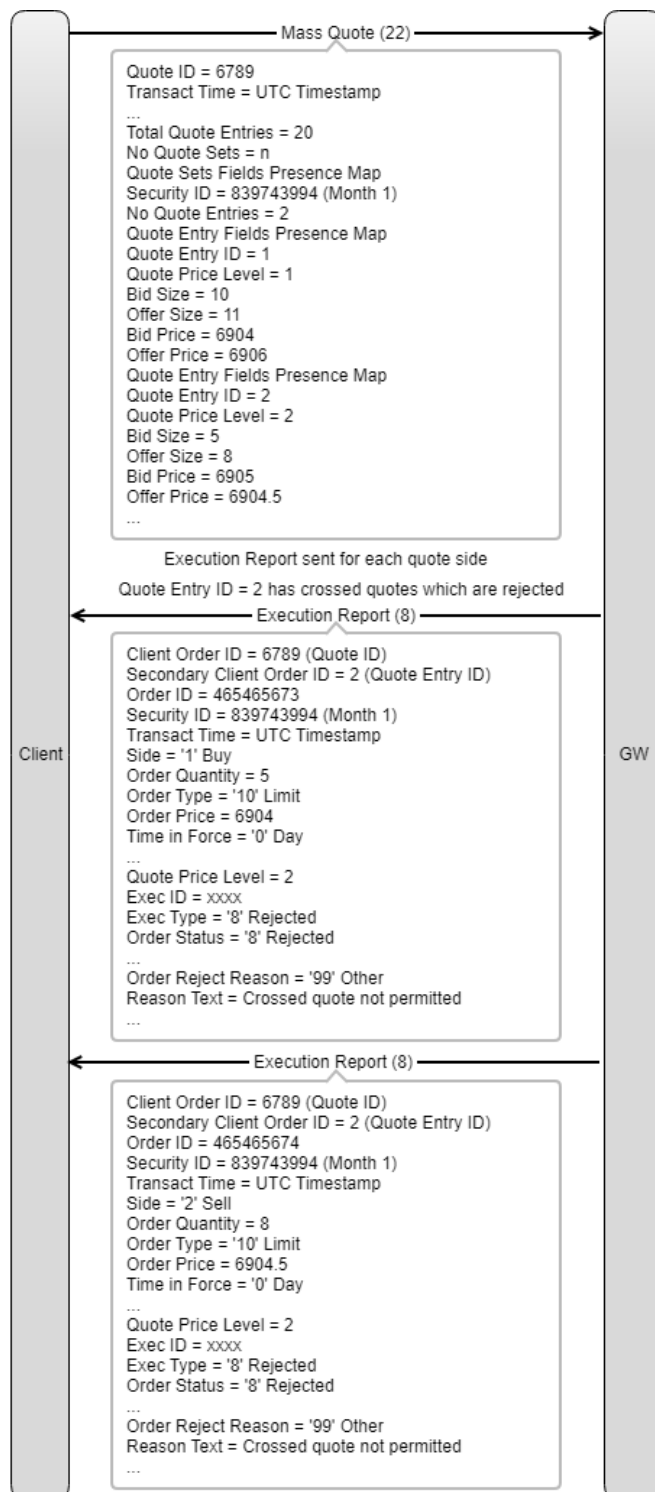 Mass Quote (22)
Quote ID = 6789
Transact Time = UTC Timestamp
...
Total Quote Entries = 20
No Quote Sets = n
Quote Sets Fields Presence Map
Security ID = 839743994 (Month 1)
No Quote Entries = 2
Quote Entry Fields Presence Map
Quote Entry ID = 1
Quote Price Level = 1
Bid Size = 10
Offer Size = 11
Bid Price = 6904
Offer Price = 6906
Quote Entry Fields Presence Map
Quote Entry ID = 2
Quote Price Level = 2
Bid Size = 5
Offer Size = 8
Bid Price = 6905
Offer Price = 6904.5
...
Execution Report sent for each quote side
Quote Entry ID = 2 has crossed quotes which are rejected
Execution Report (8)
Client Order ID = 6789 (Quote ID)
Secondary Client Order ID = 2 (Quote Entry ID)
Order ID = 465465673
Security ID = 839743994 (Month 1)
Transact Time = UTC Timestamp
Side = '1' Buy
Order Quantity = 5
Order Type = '10' Limit
Order Price = 6904
Time in Force = '0' Day
...
Quote Price Level = 2
Exec ID = xxxx
Exec Type = '8' Rejected
Order Status = '8' Rejected
...
Order Reject Reason = '99' Other
Reason Text = Crossed quote not permitted
...
Client
GW
Execution Report (8)
Client Order ID = 6789 (Quote ID)
Secondary Client Order ID = 2 (Quote Entry ID)
Order ID = 465465674
Security ID = 839743994 (Month 1)
Transact Time = UTC Timestamp
Side = '2' Sell
Order Quantity = 8
Order Type = '10' Limit
Order Price = 6904.5
Time in Force = '0' Day
...
Quote Price Level = 2
Exec ID = xxxx
Exec Type = '8' Rejected
Order Status = '8' Rejected
...
Order Reject Reason = '99' Other
Reason Text = Crossed quote not permitted
...